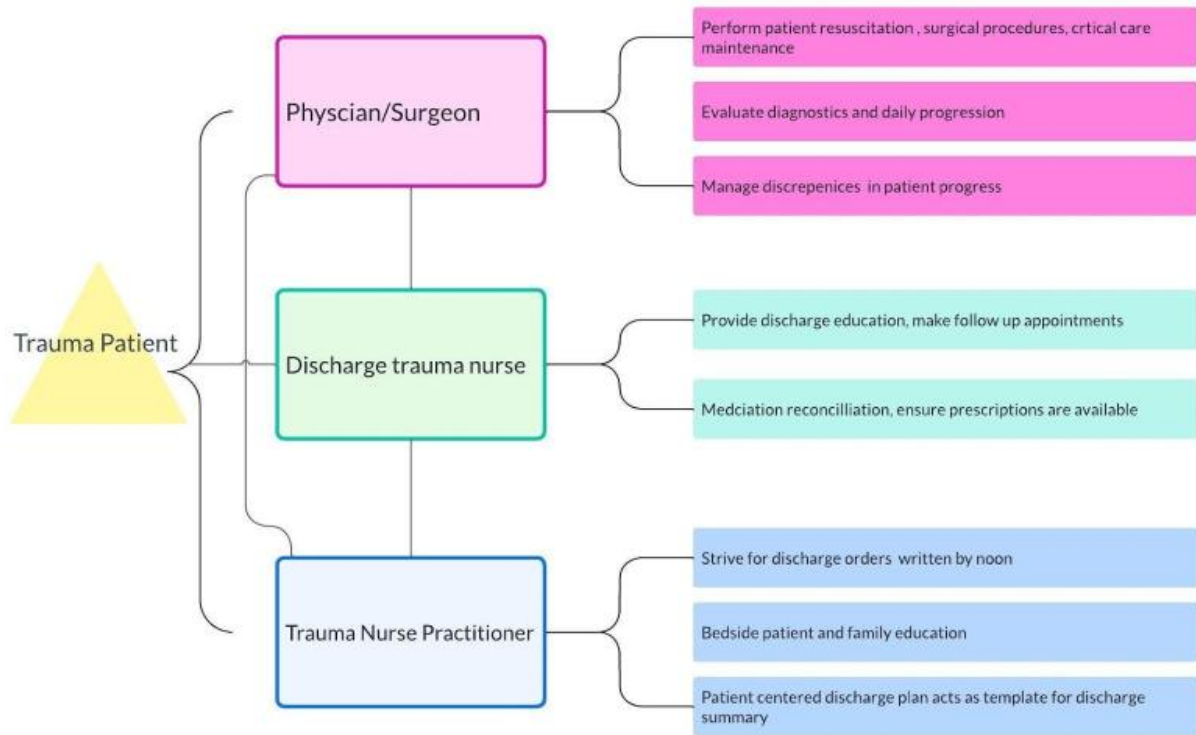 Perform patient resuscitation , surgical procedures, crtical care
maintenance
Physcian/Surgeon
Evaluate diagnostics and daily progression
Manage discrepenices in patient progress
Trauma Patient
Discharge trauma nurse
Provide discharge education, make follow up appointments
Medciation reconcilliation, ensure prescriptions are available
Trauma Nurse Practitioner
Strive for discharge orders written by noon
Bedside patient and family education
Patient centered discharge plan acts as template for discharge
summary